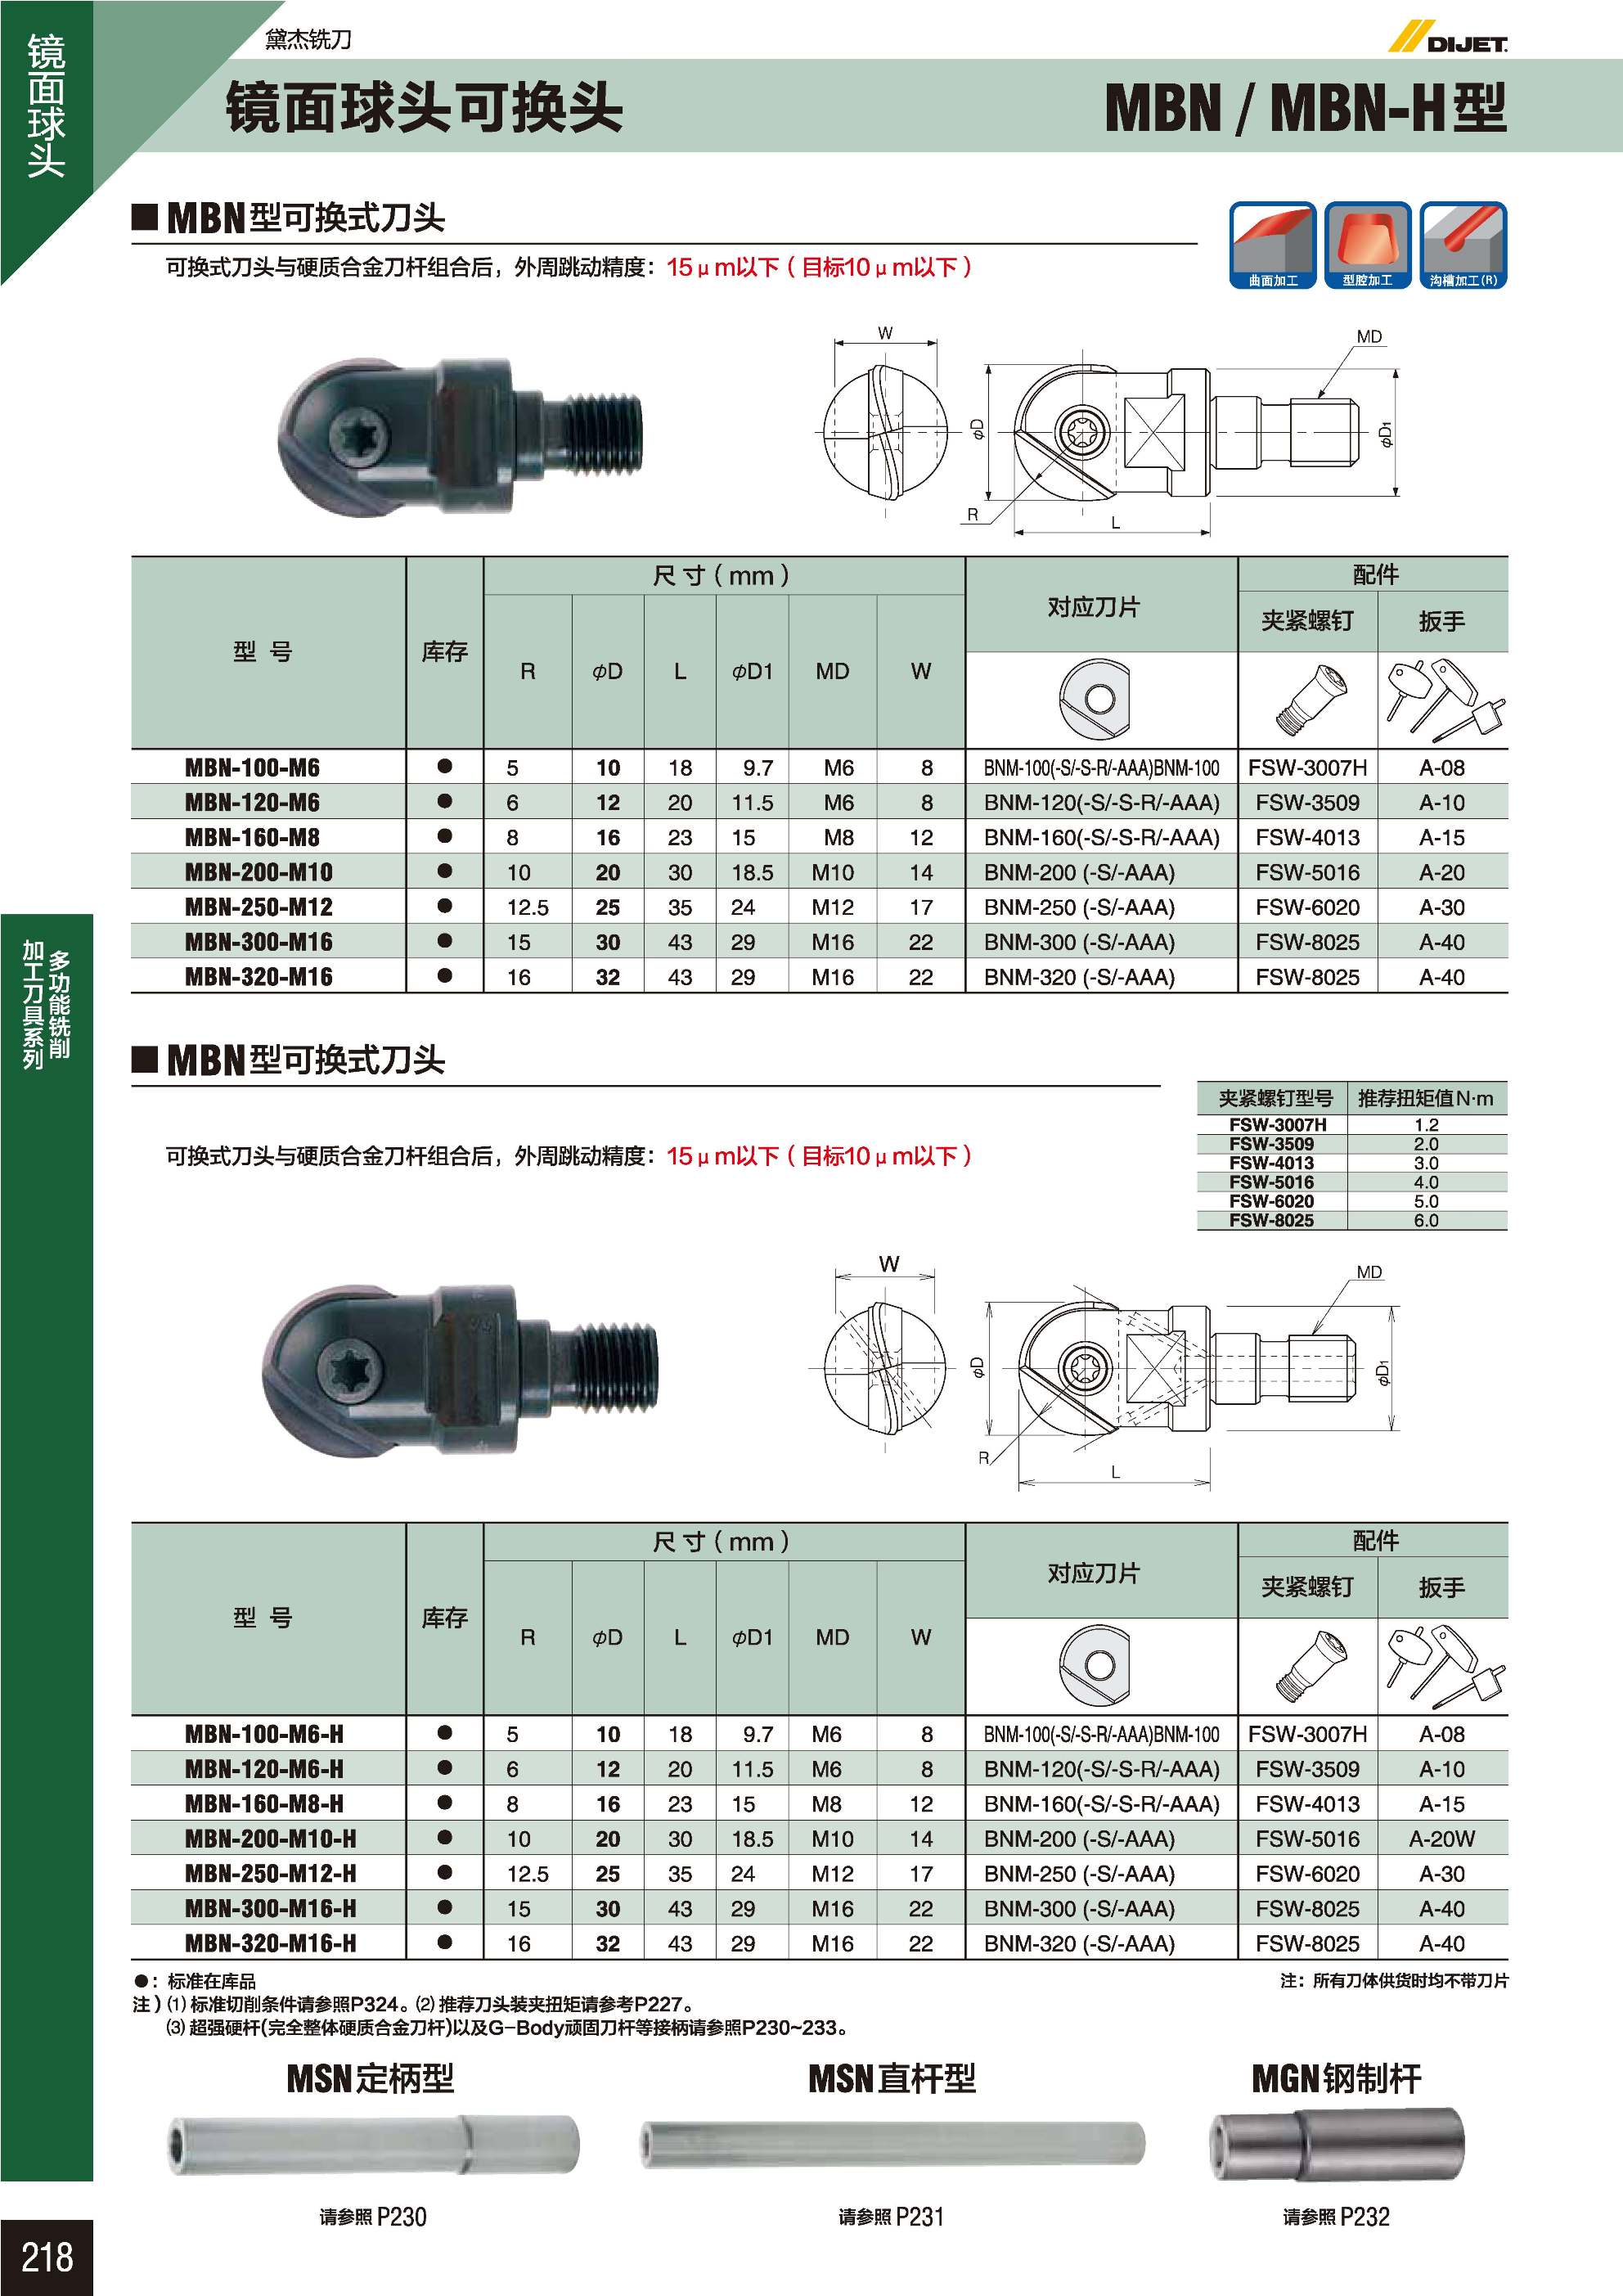 镜面球头
黛杰铣刀
DIJET
镜面球头可换头
MBN / MBN-H型
■ MBN型可换式刀头
可换式刀头与硬质合金刀杆组合后，外周跳动精度：15μm以下（目标10μm以下）
曲面加工 型腔加工 沟槽加工(R)
W
MD
φD
φD1
R
L
型 号 库存 尺 寸（mm） 对应刀片 配件
夹紧螺钉 扳手
R φD L φD1 MD W
MBN-100-M6 ● 5 10 18 9.7 M6 8 BNM-100(-S/-S-R/-AAA)BNM-100 FSW-3007H A-08
MBN-120-M6 ● 6 12 20 11.5 M6 8 BNM-120(-S/-S-R/-AAA) FSW-3509 A-10
MBN-160-M8 ● 8 16 23 15 M8 12 BNM-160(-S/-S-R/-AAA) FSW-4013 A-15
MBN-200-M10 ● 10 20 30 18.5 M10 14 BNM-200 (-S/-AAA) FSW-5016 A-20
MBN-250-M12 ● 12.5 25 35 24 M12 17 BNM-250 (-S/-AAA) FSW-6020 A-30
MBN-300-M16 ● 15 30 43 29 M16 22 BNM-300 (-S/-AAA) FSW-8025 A-40
MBN-320-M16 ● 16 32 43 29 M16 22 BNM-320 (-S/-AAA) FSW-8025 A-40
多功能铣削
加工刀具系列
■ MBN型可换式刀头
可换式刀头与硬质合金刀杆组合后，外周跳动精度：15μm以下（目标10μm以下）
夹紧螺钉型号 推荐扭矩值N·m
FSW-3007H 1.2
FSW-3509 2.0
FSW-4013 3.0
FSW-5016 4.0
FSW-6020 5.0
FSW-8025 6.0
W
MD
φD
φD1
R
L
型 号 库存 尺 寸（mm） 对应刀片 配件
夹紧螺钉 扳手
R φD L φD1 MD W
MBN-100-M6-H ● 5 10 18 9.7 M6 8 BNM-100(-S/-S-R/-AAA)BNM-100 FSW-3007H A-08
MBN-120-M6-H ● 6 12 20 11.5 M6 8 BNM-120(-S/-S-R/-AAA) FSW-3509 A-10
MBN-160-M8-H ● 8 16 23 15 M8 12 BNM-160(-S/-S-R/-AAA) FSW-4013 A-15
MBN-200-M10-H ● 10 20 30 18.5 M10 14 BNM-200 (-S/-AAA) FSW-5016 A-20W
MBN-250-M12-H ● 12.5 25 35 24 M12 17 BNM-250 (-S/-AAA) FSW-6020 A-30
MBN-300-M16-H ● 15 30 43 29 M16 22 BNM-300 (-S/-AAA) FSW-8025 A-40
MBN-320-M16-H ● 16 32 43 29 M16 22 BNM-320 (-S/-AAA) FSW-8025 A-40
●：标准在库品
注：所有刀体供货时均不带刀片
注）⑴ 标准切削条件请参照P324。⑵ 推荐刀头装夹扭矩请参考P227。
⑶ 超强硬杆(完全整体硬质合金刀杆)以及G-Body顽固刀杆等接柄请参照P230~233。
MSN定柄型
MSN直杆型
MGN钢制杆
请参照 P230
请参照 P231
请参照 P232
218